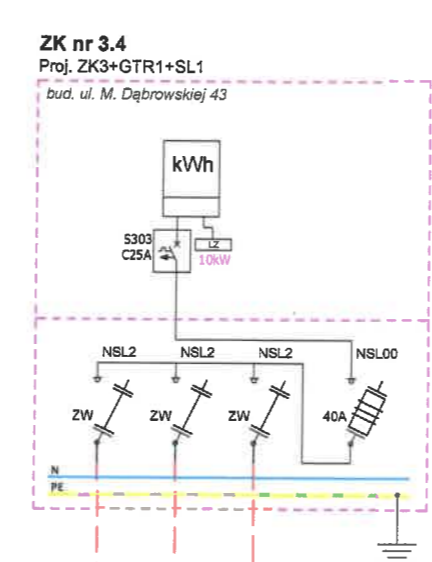 ZK nr 3.4
Proj. ZK3+GTR1+SL1
bud. ul. M. Dąbrowskiej 43
kWh
S303
C25A
LZ
10kW
NSL2 NSL2 NSL2 NSL00
ZW ZW ZW 40A
N
PE